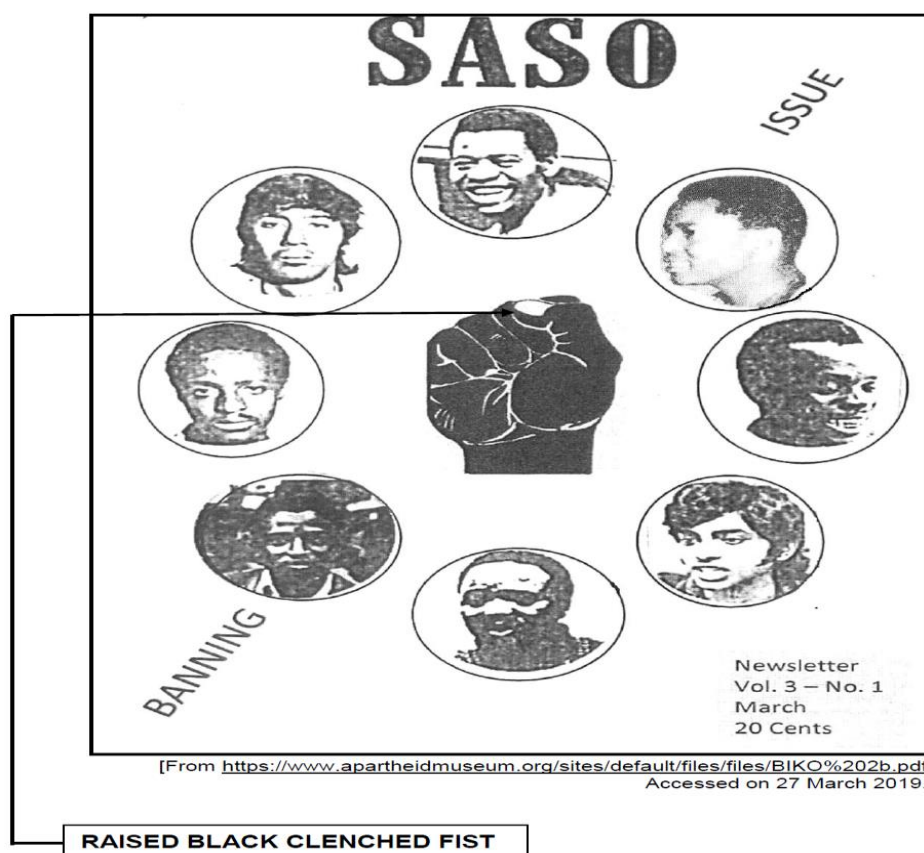 SASO
ISSUE
BANNING
Newsletter
Vol. 3 – No. 1
March
20 Cents
[From https://www.apartheidmuseum.org/sites/default/files/files/BIKO%202b.pdf
Accessed on 27 March 2019.
RAISED BLACK CLENCHED FIST